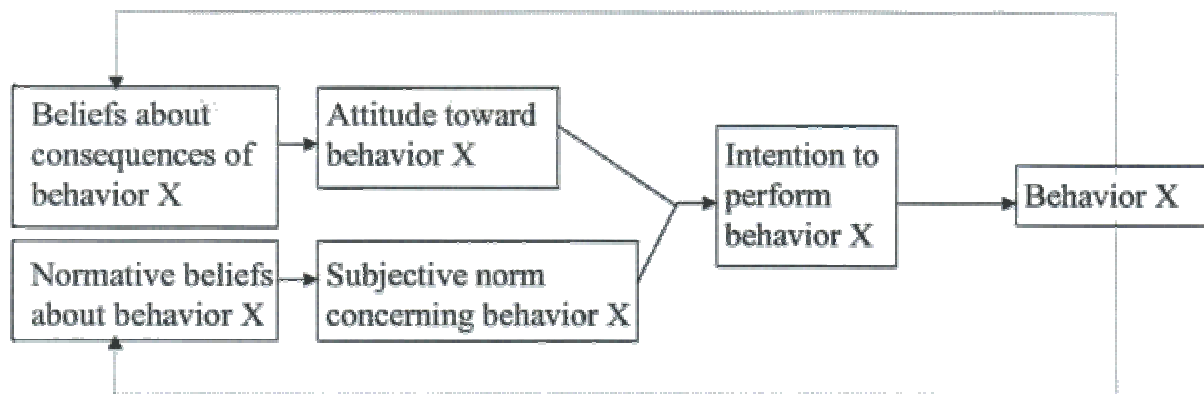 Beliefs about
consequences of
behavior X
Attitude toward
behavior X
Intention to
perform
behavior X
Behavior X
Normative beliefs
about behavior X
Subjective norm
concerning behavior X